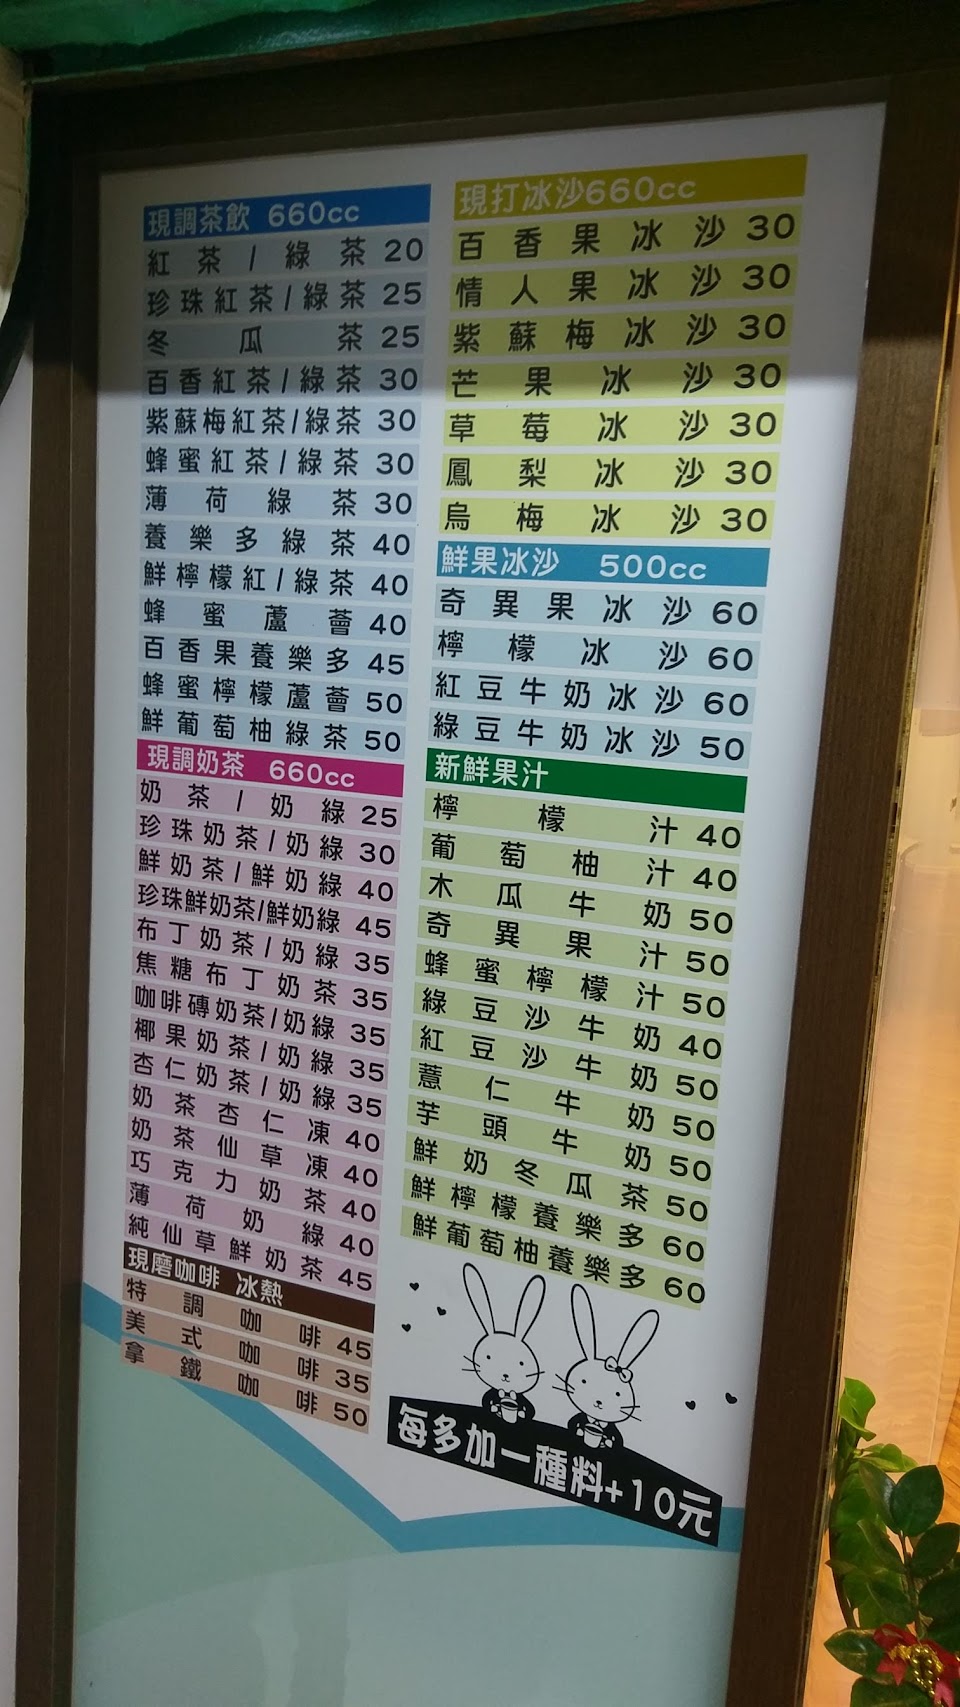 現調茶飲 660cc
紅茶/綠茶 20
珍珠紅茶/綠茶 25
冬瓜茶 25
百香紅茶/綠茶 30
紫蘇梅紅茶/綠茶 30
蜂蜜紅茶/綠茶 30
薄荷綠茶 30
養樂多綠茶 40
鮮檸檬紅/綠茶 40
蜂蜜蘆薈 40
百香果養樂多 45
蜂蜜檸檬蘆薈 50
鮮葡萄柚綠茶 50
現調奶茶 660cc
奶茶/奶綠 25
珍珠奶茶/奶綠 30
鮮奶茶/鮮奶綠 40
珍珠鮮奶茶/鮮奶綠 45
布丁奶茶/奶綠 35
焦糖布丁奶茶 35
咖啡磚奶茶/奶綠 35
椰果奶茶/奶綠 35
杏仁奶茶/奶綠 35
奶茶杏仁凍 40
奶茶仙草凍 40
巧克力奶茶 40
薄荷奶綠 40
純仙草鮮奶茶 45
現磨咖啡 冰熱
特調咖啡 45
美式咖啡 35
拿鐵咖啡 50
現打冰沙660cc
百香果冰沙 30
情人果冰沙 30
紫蘇梅冰沙 30
芒果冰沙 30
草莓冰沙 30
鳳梨冰沙 30
烏梅冰沙 30
鮮果冰沙 500cc
奇異果冰沙 60
檸檬冰沙 60
紅豆牛奶冰沙 60
綠豆牛奶冰沙 50
新鮮果汁
檸檬汁 40
葡萄柚汁 40
木瓜牛奶 50
奇異果汁 50
蜂蜜檸檬汁 50
綠豆沙牛奶 40
紅豆沙牛奶 50
薏仁牛奶 50
芋頭牛奶 50
鮮奶冬瓜茶 50
鮮檸檬養樂多 60
鮮葡萄柚養樂多 60
每多加一種料+10元